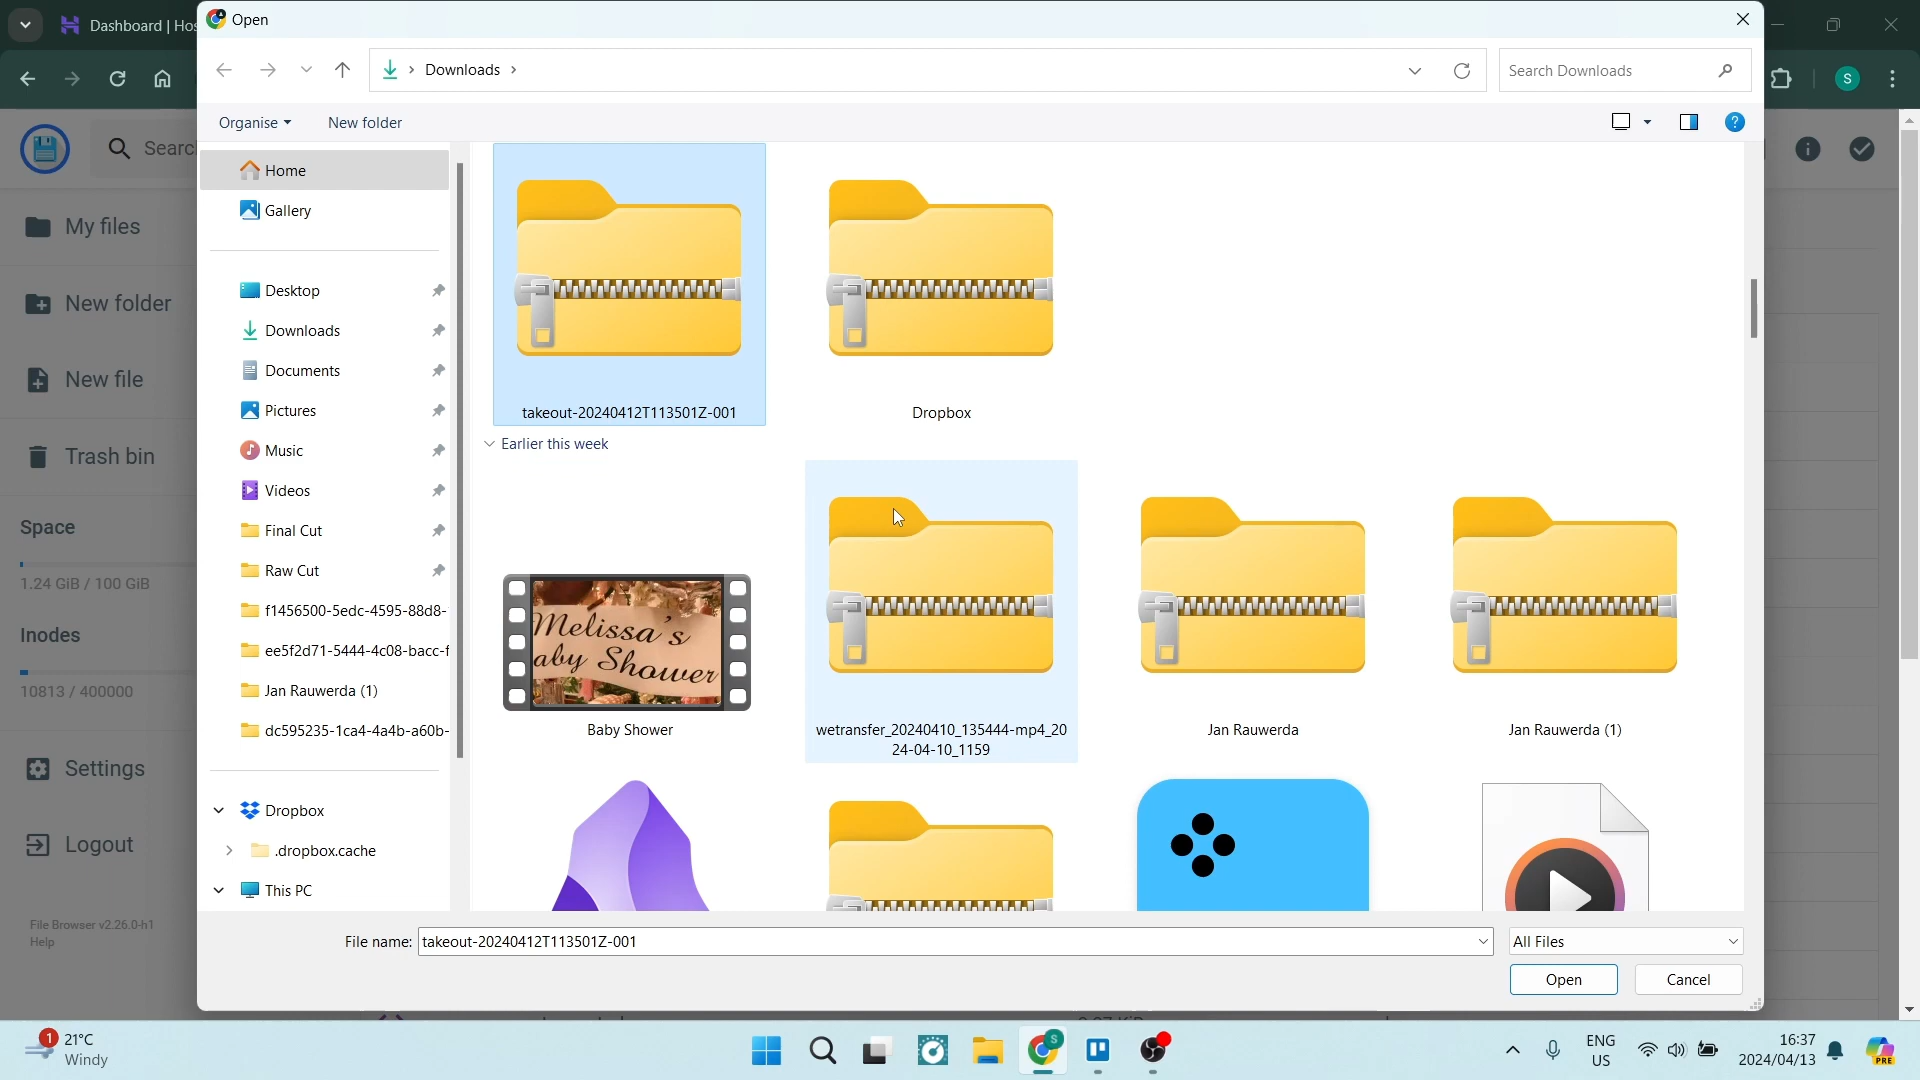 Dashboard | Hos
Open
Downloads
Search Downloads
Organise
New folder
Searc
My files
New folder
New file
Trash bin
Space
1.24 GiB / 100 GiB
Inodes
10813 / 400000
Settings
Logout
File Browser v2.26.0-h1
Help
Home
Gallery
Desktop
Downloads
Documents
Pictures
Music
Videos
Final Cut
Raw Cut
f1456500-5edc-4595-88d8-
ee5f2d71-5444-4c08-bacc-f
Jan Rauwerda (1)
dc595235-1ca4-4a4b-a60b-
Dropbox
.dropbox.cache
This PC
takeout-20240412T113501Z-001
Dropbox
Earlier this week
Melissa's
aby Shower
Baby Shower
wetransfer_20240410_135444-mp4_20
24-04-10_1159
Jan Rauwerda
Jan Rauwerda (1)
File name:
takeout-20240412T113501Z-001
All Files
Open
Cancel
S
1
21°C
Windy
S
ENG
US
16:37
2024/04/13
PRE